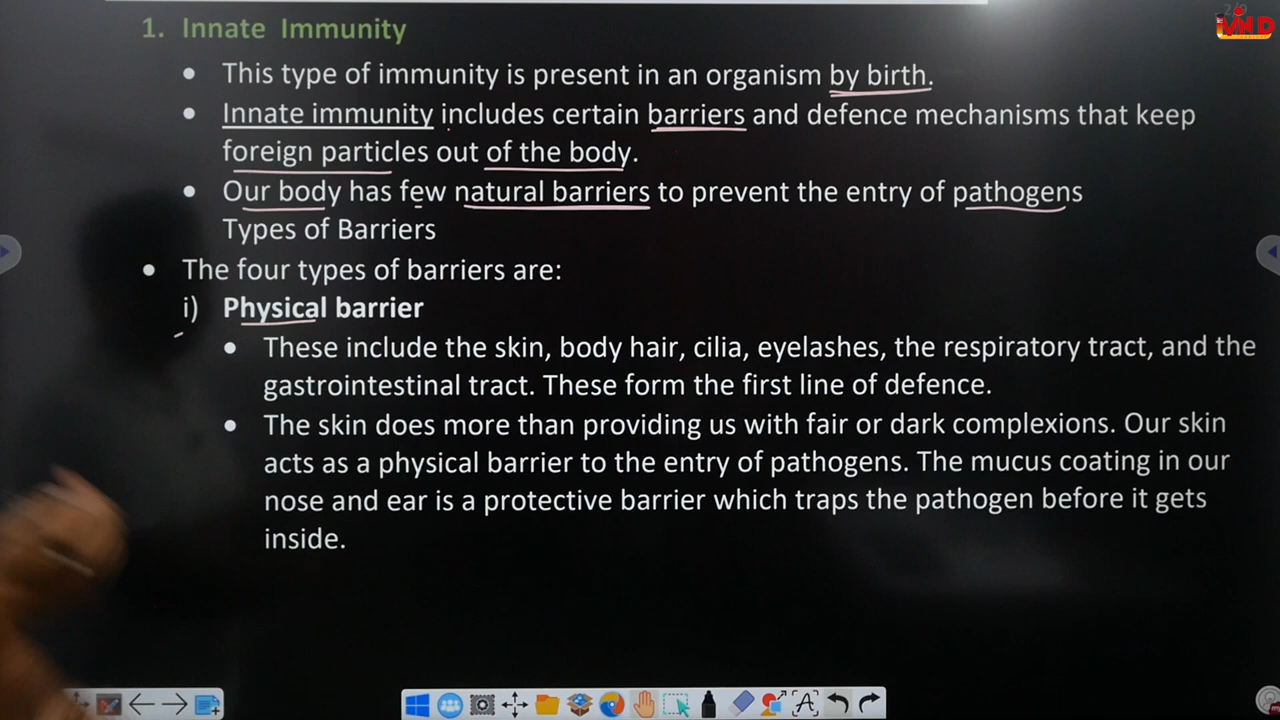 1. Innate Immunity
• This type of immunity is present in an organism by birth.
• Innate immunity includes certain barriers and defence mechanisms that keep
foreign particles out of the body.
• Our body has few natural barriers to prevent the entry of pathogens
Types of Barriers
• The four types of barriers are:
i) Physical barrier
• These include the skin, body hair, cilia, eyelashes, the respiratory tract, and the
gastrointestinal tract. These form the first line of defence.
• The skin does more than providing us with fair or dark complexions. Our skin
acts as a physical barrier to the entry of pathogens. The mucus coating in our
nose and ear is a protective barrier which traps the pathogen before it gets
inside.